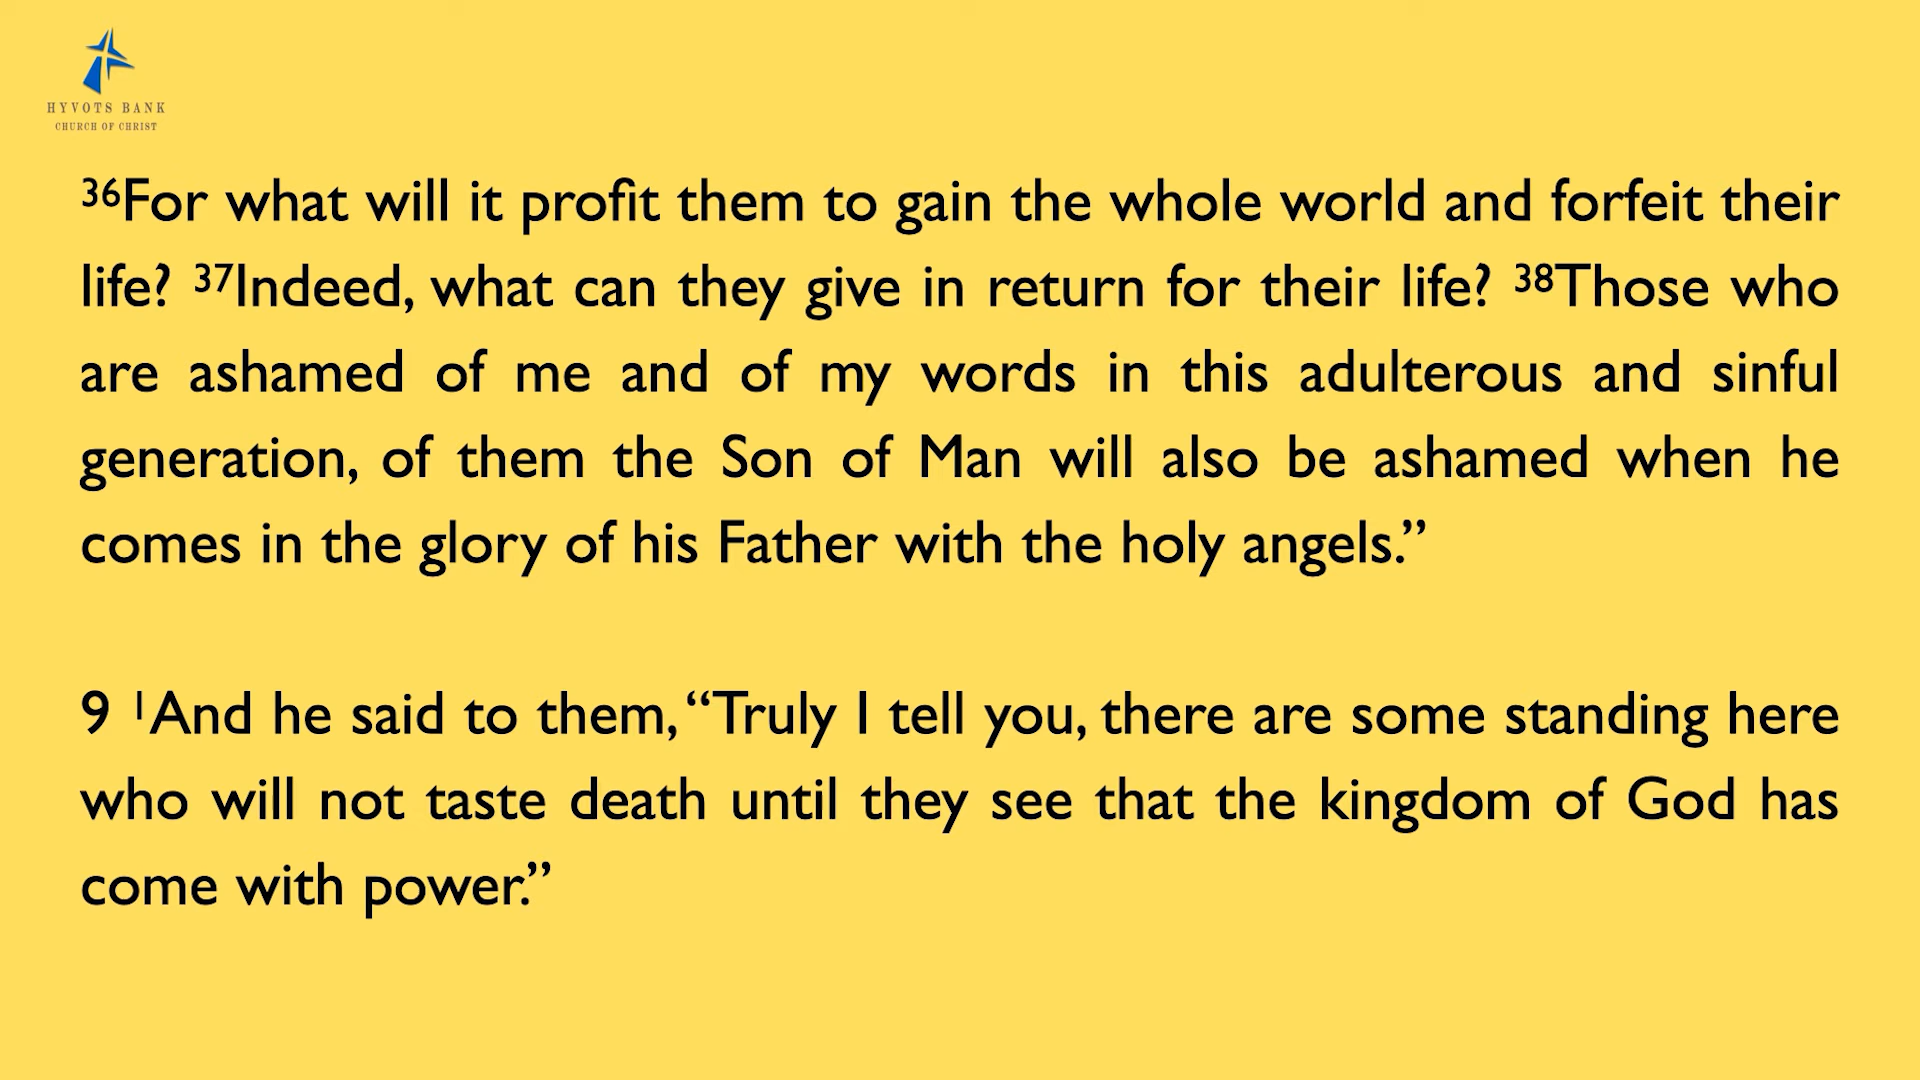 HYVOTS BANK
CHURCH OF CHRIST
³⁶For what will it profit them to gain the whole world and forfeit their
life? ³⁷Indeed, what can they give in return for their life? ³⁸Those who
are ashamed of me and of my words in this adulterous and sinful
generation, of them the Son of Man will also be ashamed when he
comes in the glory of his Father with the holy angels.”
9 ¹And he said to them, “Truly I tell you, there are some standing here
who will not taste death until they see that the kingdom of God has
come with power.”